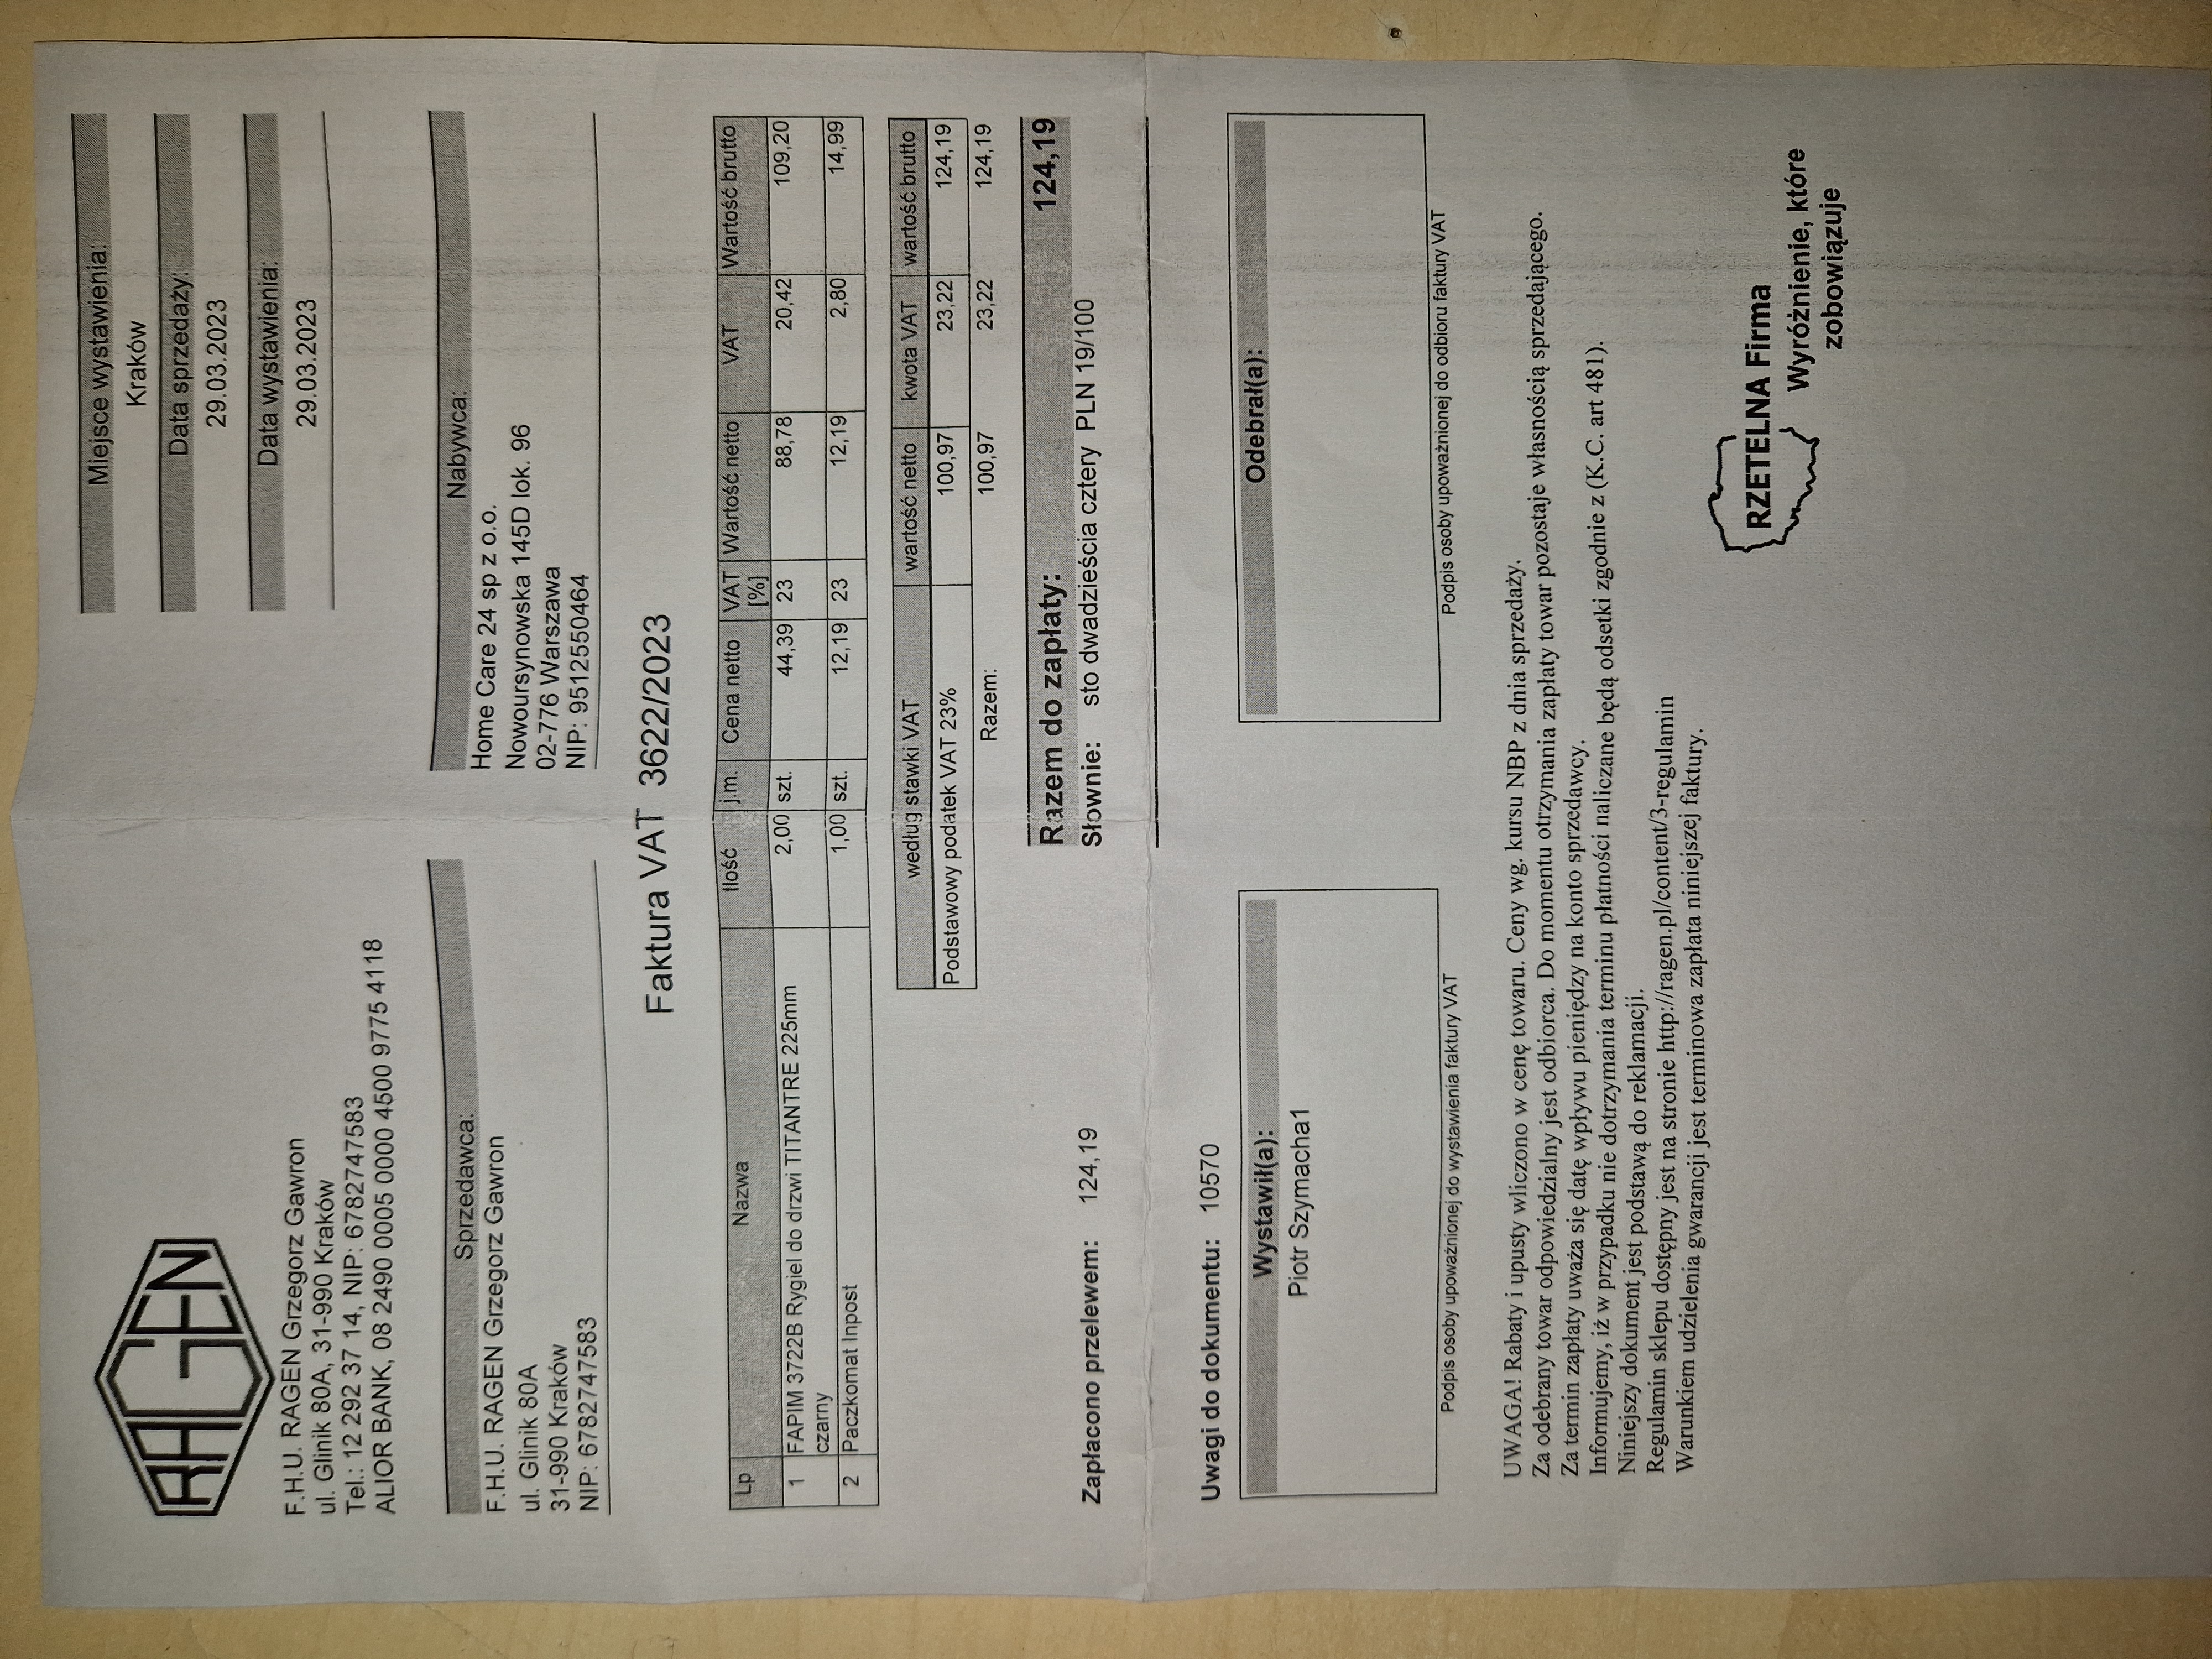 RAGEN
F.H.U. RAGEN Grzegorz Gawron
ul. Glinik 80A, 31-990 Kraków
Tel.: 12 292 37 14, NIP: 6782747583
ALIOR BANK, 08 2490 0005 0000 4500 9775 4118
Miejsce wystawienia:
Kraków
Data sprzedaży:
29.03.2023
Data wystawienia:
29.03.2023
Sprzedawca:
F.H.U. RAGEN Grzegorz Gawron
ul. Glinik 80A
31-990 Kraków
NIP: 6782747583
Nabywca:
Home Care 24 sp z o.o.
Nowoursynowska 145D lok. 96
02-776 Warszawa
NIP: 9512550464
Faktura VAT 3622/2023
Lp Nazwa Ilość j.m. Cena netto VAT [%] Wartość netto VAT Wartość brutto
1 FAPIM 3722B Rygiel do drzwi TITANTRE 225mm 2,00 szt. 44,39 23 88,78 20,42 109,20
czarny
2 Paczkomat Inpost 1,00 szt. 12,19 23 12,19 2,80 14,99
według stawki VAT wartość netto kwota VAT wartość brutto
Podstawowy podatek VAT 23% 100,97 23,22 124,19
Razem: 100,97 23,22 124,19
Razem do zapłaty: 124,19
Zapłacono przelewem: 124,19
Słownie: sto dwadzieścia cztery PLN 19/100
Uwagi do dokumentu: 10570
Wystawił(a):
Piotr Szymacha1
Podpis osoby upoważnionej do wystawienia faktury VAT
Odebrał(a):
Podpis osoby upoważnionej do odbioru faktury VAT
UWAGA! Rabaty i upusty wliczono w cenę towaru. Ceny wg. kursu NBP z dnia sprzedaży.
Za odebrany towar odpowiedzialny jest odbiorca. Do momentu otrzymania zapłaty towar pozostaje własnością sprzedającego.
Za termin zapłaty uważa się datę wpływu pieniędzy na konto sprzedawcy.
Informujemy, iż w przypadku nie dotrzymania terminu płatności naliczane będą odsetki zgodnie z (K.C. art 481).
Niniejszy dokument jest podstawą do reklamacji.
Regulamin sklepu dostępny jest na stronie http://ragen.pl/content/3-regulamin
Warunkiem udzielenia gwarancji jest terminowa zapłata niniejszej faktury.
RZETELNA Firma
Wyróżnienie, które
zobowiązuje